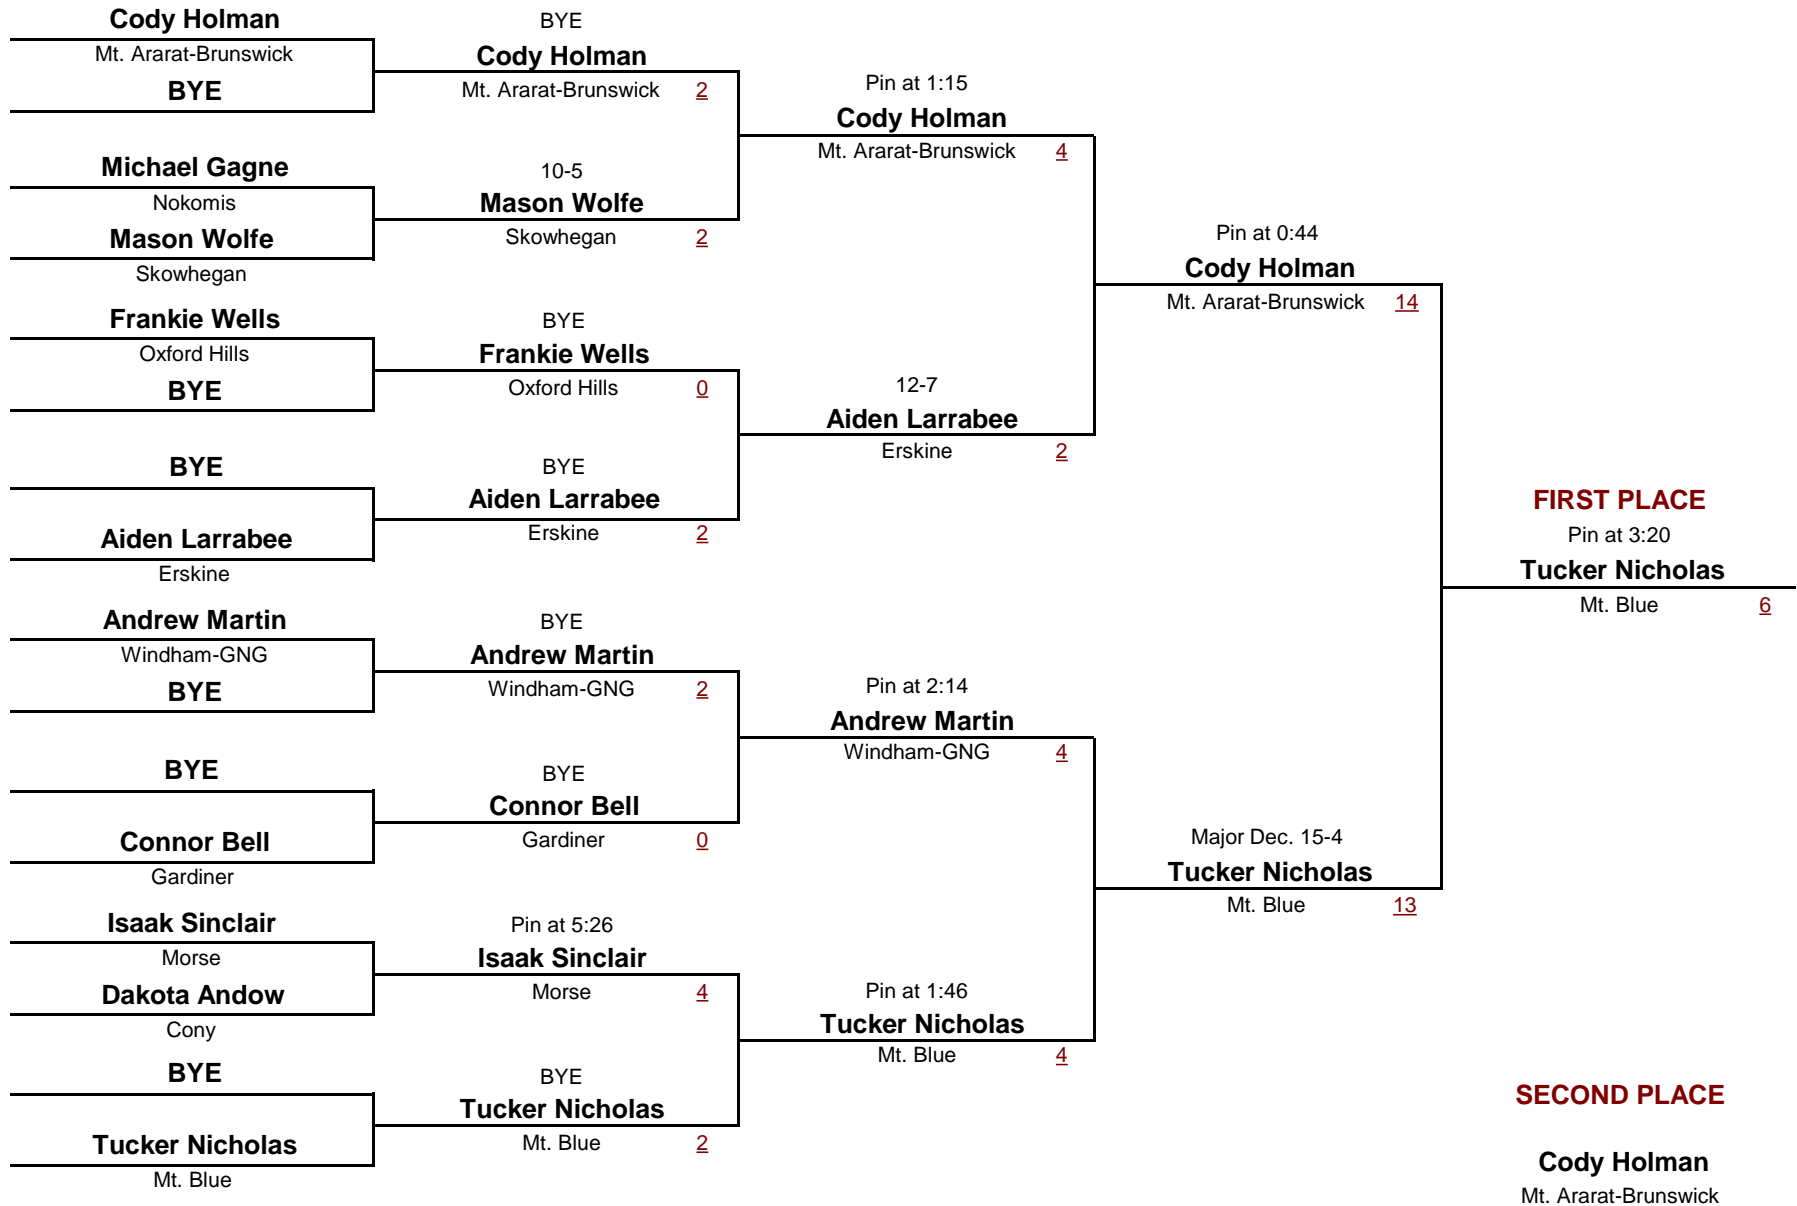 Cody Holman
Mt. Ararat-Brunswick
BYE
Michael Gagne
Nokomis
Mason Wolfe
Skowhegan
Frankie Wells
Oxford Hills
BYE
BYE
Aiden Larrabee
Erskine
Andrew Martin
Windham-GNG
BYE
BYE
Connor Bell
Gardiner
Isaak Sinclair
Morse
Dakota Andow
Cony
BYE
Tucker Nicholas
Mt. Blue
BYE
Cody Holman
Mt. Ararat-Brunswick 2
10-5
Mason Wolfe
Skowhegan 2
BYE
Frankie Wells
Oxford Hills 0
BYE
Aiden Larrabee
Erskine 2
BYE
Andrew Martin
Windham-GNG 2
BYE
Connor Bell
Gardiner 0
Pin at 5:26
Isaak Sinclair
Morse 4
BYE
Tucker Nicholas
Mt. Blue 2
Pin at 1:15
Cody Holman
Mt. Ararat-Brunswick 4
12-7
Aiden Larrabee
Erskine 2
Pin at 2:14
Andrew Martin
Windham-GNG 4
Pin at 1:46
Tucker Nicholas
Mt. Blue 4
Pin at 0:44
Cody Holman
Mt. Ararat-Brunswick 14
Major Dec. 15-4
Tucker Nicholas
Mt. Blue 13
FIRST PLACE
Pin at 3:20
Tucker Nicholas
Mt. Blue 6
SECOND PLACE
Cody Holman
Mt. Ararat-Brunswick